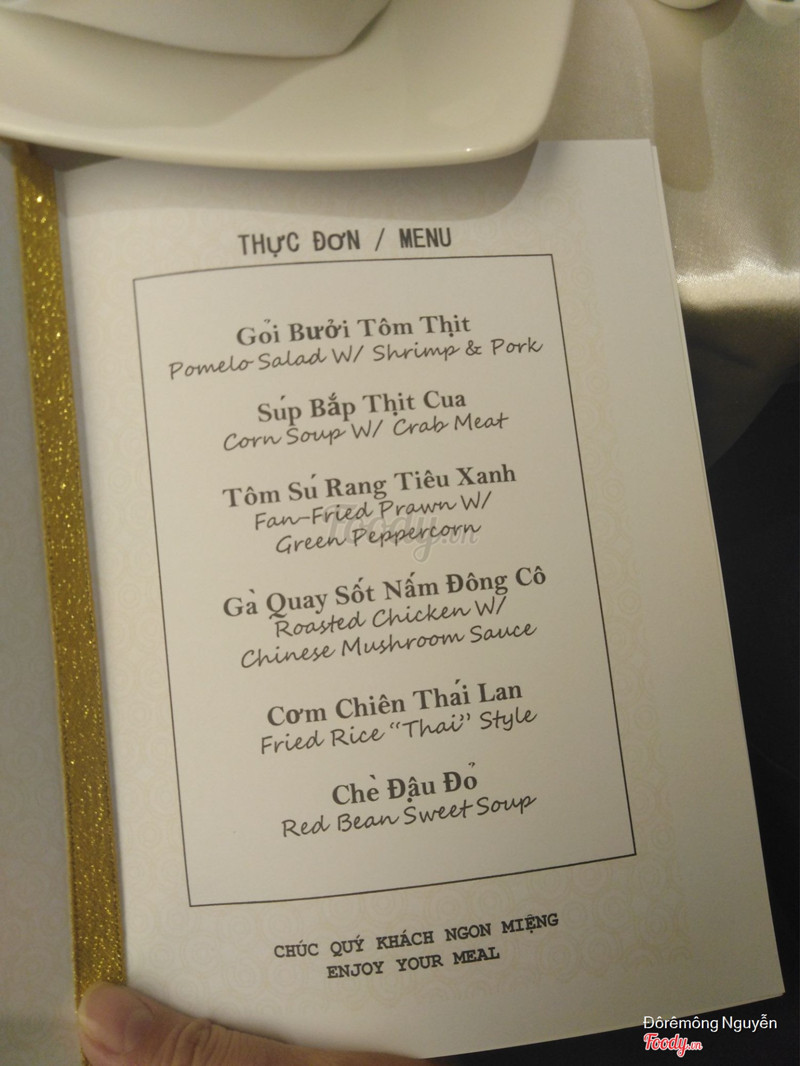 THỰC ĐƠN / MENU
Gỏi Bưởi Tôm Thịt
Pomelo Salad W/ Shrimp & Pork
Súp Bắp Thịt Cua
Corn Soup W/ Crab Meat
Tôm Sú Rang Tiêu Xanh
Fan-Fried Prawn W/
Green Peppercorn
Foody.vn
Gà Quay Sốt Nấm Đông Cô
Roasted Chicken W/
Chinese Mushroom Sauce
Cơm Chiên Thái Lan
Fried Rice “Thai” Style
Chè Đậu Đỏ
Red Bean Sweet Soup
CHÚC QUÝ KHÁCH NGON MIỆNG
ENJOY YOUR MEAL
Đôrêmông Nguyễn
Foody.vn